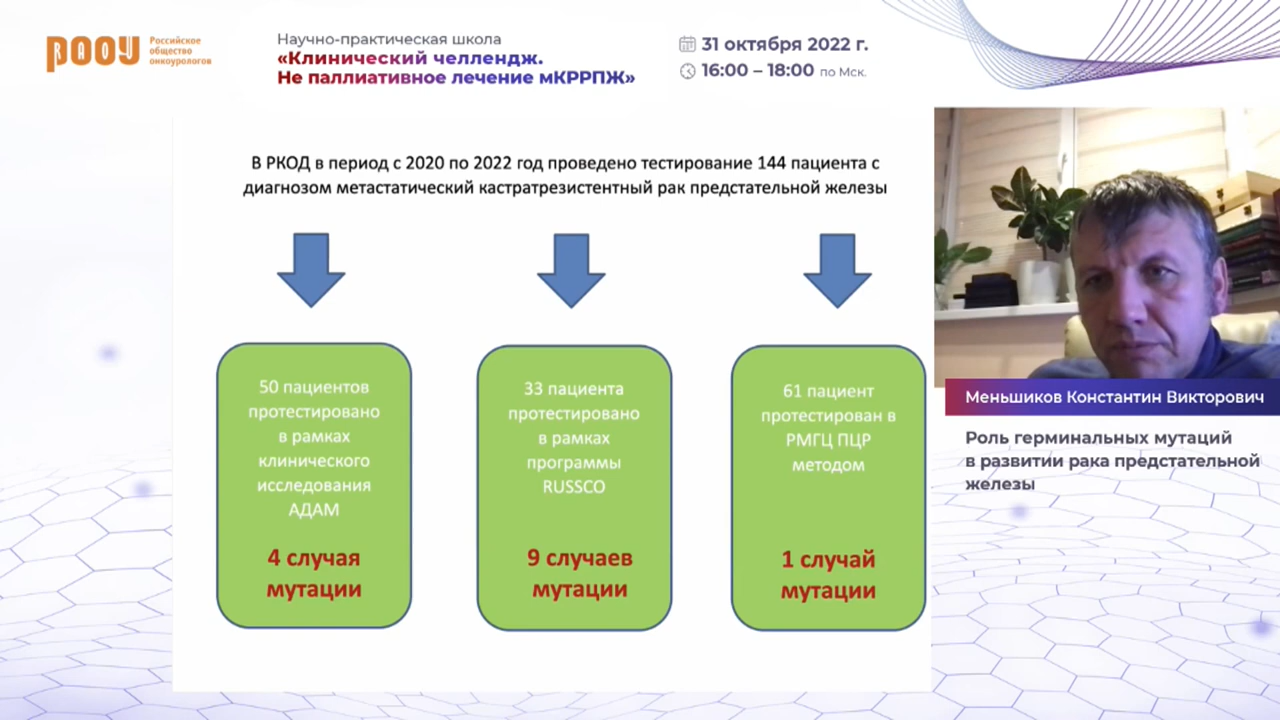 РАОУ
Российское
общество
онкоурологов
Научно-практическая школа
«Клинический челлендж.
Не паллиативное лечение мКРРПЖ»
31 октября 2022 г.
16:00 – 18:00 по Мск.
В РКОД в период с 2020 по 2022 год проведено тестирование 144 пациента с
диагнозом метастатический кастратрезистентный рак предстательной железы
50 пациентов
протестировано
в рамках
клинического
исследования
АДАМ
4 случая
мутации
33 пациента
протестировано
в рамках
программы
RUSSCO
9 случаев
мутации
61 пациент
протестирован в
РМГЦ ПЦР
методом
1 случай
мутации
Меньшиков Константин Викторович
Роль герминальных мутаций
в развитии рака предстательной
железы